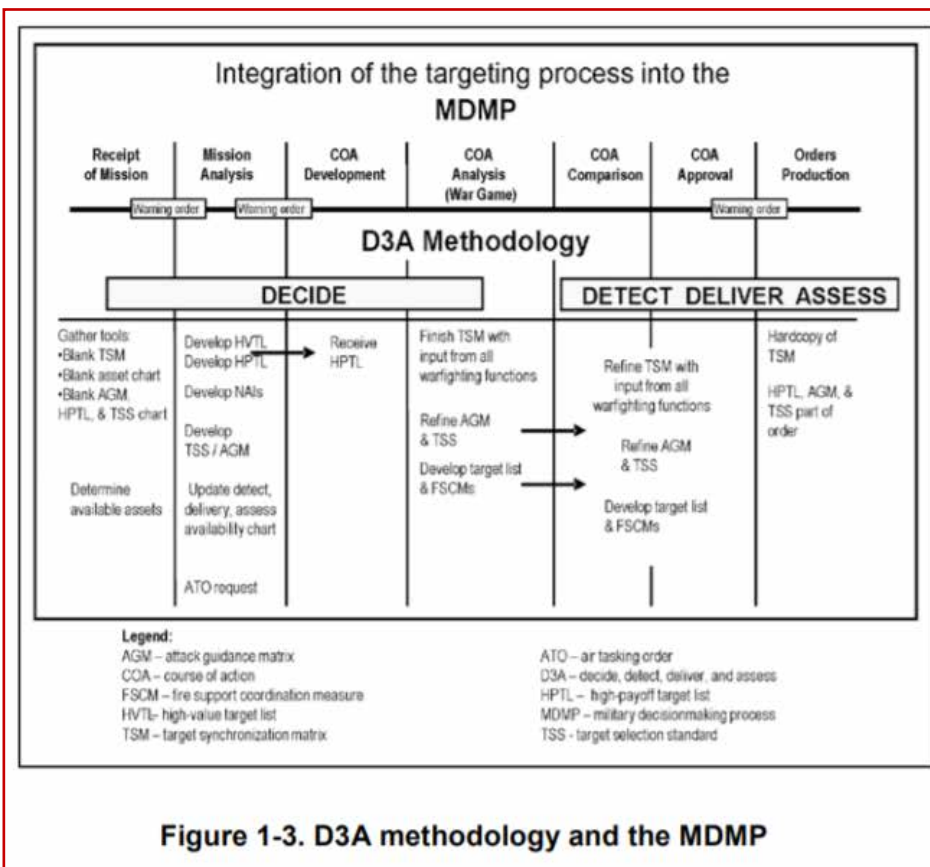 Integration of the targeting process into the
MDMP
Receipt
of Mission
Mission
Analysis
COA
Development
COA
Analysis
(War Game)
COA
Comparison
COA
Approval
Orders
Production
Warning order
Warning order
Warning order
D3A Methodology
DECIDE
DETECT DELIVER ASSESS
Gather tools:
•Blank TSM
•Blank asset chart
•Blank AGM,
HPTL, & TSS chart
Determine
available assets
Develop HVTL
Develop HPTL
Develop NAIs
Develop
TSS / AGM
Update detect,
delivery, assess
availability chart
ATO request
Receive
HPTL
Finish TSM with
input from all
warfighting functions
Refine AGM
& TSS
Develop target list
& FSCMs
Refine TSM with
input from all
warfighting functions
Refine AGM
& TSS
Develop target list
& FSCMs
Hardcopy of
TSM
HPTL, AGM, &
TSS part of
order
Legend:
AGM – attack guidance matrix
COA – course of action
FSCM – fire support coordination measure
HVTL– high-value target list
TSM – target synchronization matrix
ATO – air tasking order
D3A – decide, detect, deliver, and assess
HPTL – high-payoff target list
MDMP – military decisionmaking process
TSS - target selection standard
Figure 1-3. D3A methodology and the MDMP